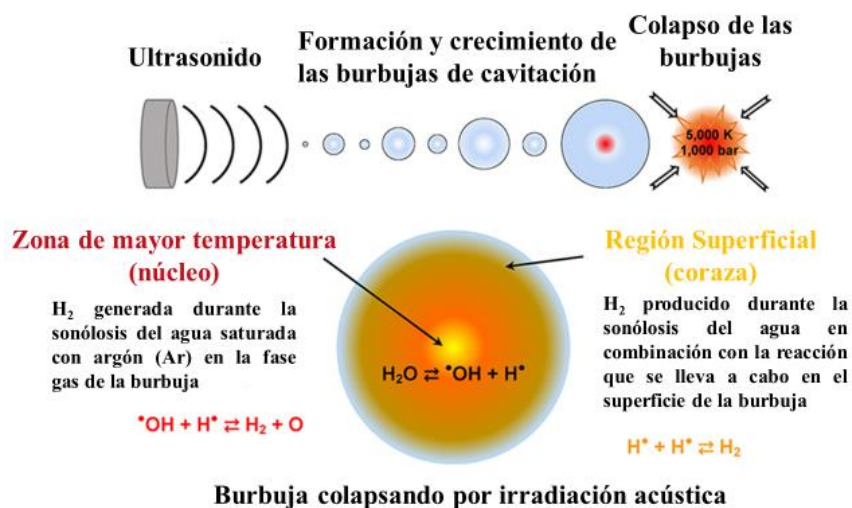 Ultrasonido
Formación y crecimiento de
las burbujas de cavitación
Colapso de las
burbujas
5,000 K
1,000 bar
Zona de mayor temperatura
(núcleo)
H₂ generada durante la
sonólosis del agua saturada
con argón (Ar) en la fase
gas de la burbuja
•OH + H• ⇄ H₂ + O
H₂O ⇄ •OH + H•
Región Superficial
(coraza)
H₂ producido durante la
sonólosis del agua en
combinación con la reacción
que se lleva a cabo en el
superficie de la burbuja
H• + H• ⇄ H₂
Burbuja colapsando por irradiación acústica